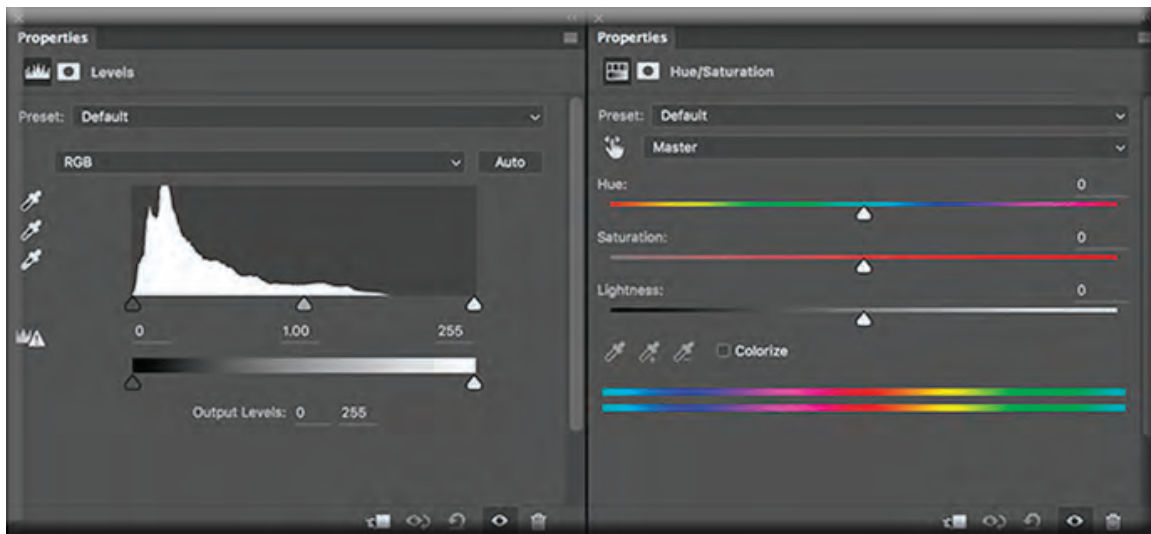 Properties
Levels
Preset: Default
RGB Auto
0 1.00 255
Output Levels: 0 255
Properties
Hue/Saturation
Preset: Default
Master
Hue: 0
Saturation: 0
Lightness: 0
Colorize